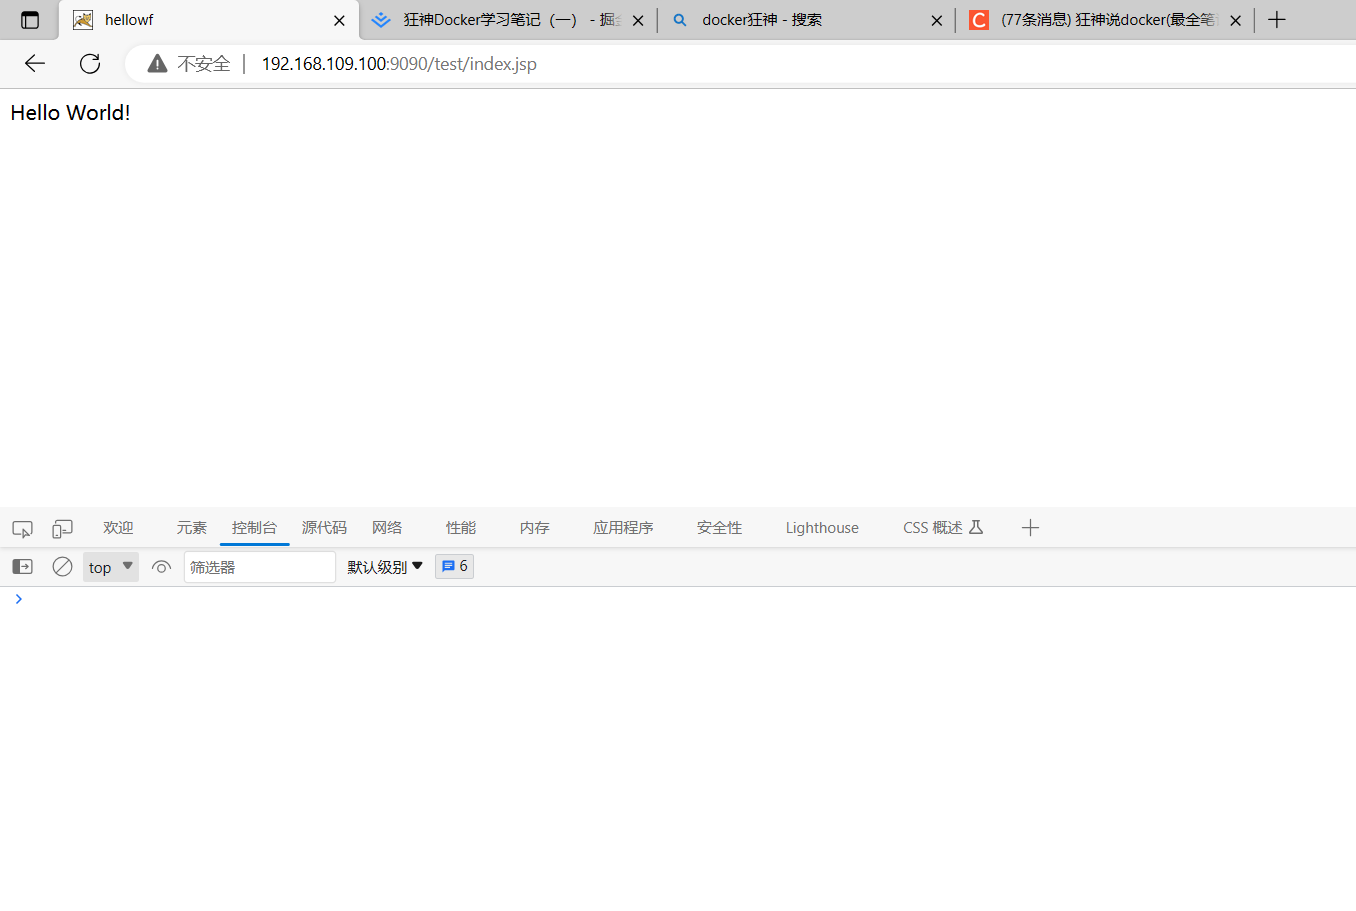 hellowf 狂神Docker学习笔记（一） - 掘 docker狂神 - 搜索 (77条消息) 狂神说docker(最全笔
不安全 192.168.109.100:9090/test/index.jsp
Hello World!
欢迎 元素 控制台 源代码 网络 性能 内存 应用程序 安全性 Lighthouse CSS 概述
top 筛选器 默认级别 6